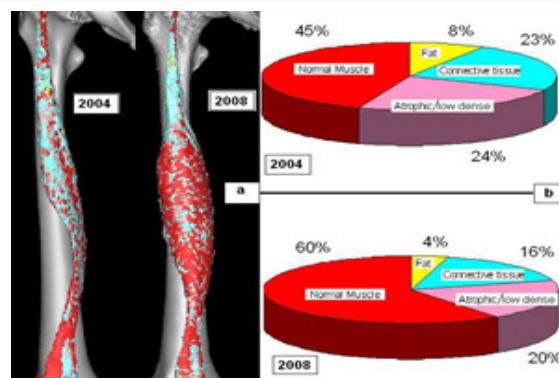 2004
2008
a
45%
8%
23%
Normal Muscle
Fat
Connective tissue
Atrophic/low dense
24%
2004
b
60%
4%
16%
Fat
Connective tissue
Normal Muscle
Atrophic/low dense
20%
2008